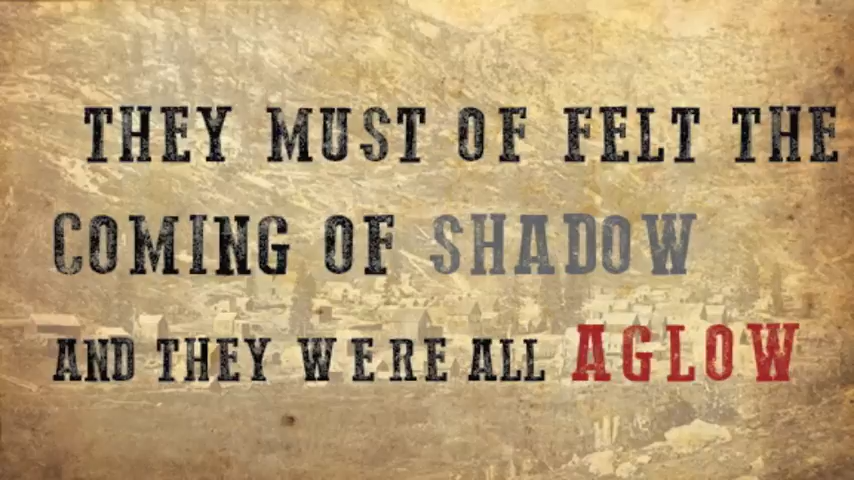 THEY MUST OF FELT THE
COMING OF SHADOW
AND THEY WERE ALL AGLOW